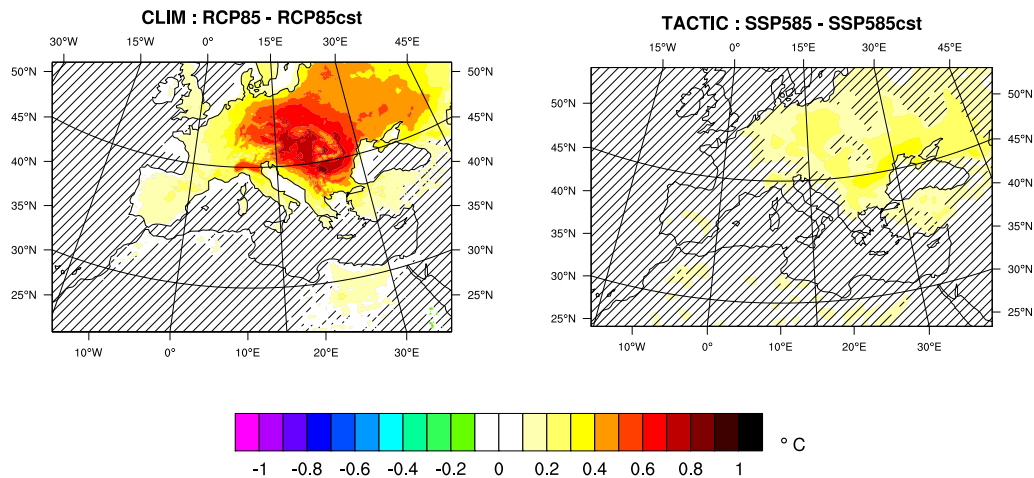 CLIM : RCP85 - RCP85cst
30°W 15°W 0° 15°E 30°E 45°E
50°N 50°N
45°N 45°N
40°N 40°N
35°N 35°N
30°N 30°N
25°N 25°N
10°W 0° 10°E 20°E 30°E
TACTIC : SSP585 - SSP585cst
15°W 0° 15°E 30°E 45°E
50°N 50°N
45°N 45°N
40°N 40°N
35°N 35°N
30°N 30°N
25°N 25°N
10°W 0° 10°E 20°E 30°E
-1 -0.8 -0.6 -0.4 -0.2 0 0.2 0.4 0.6 0.8 1
° C